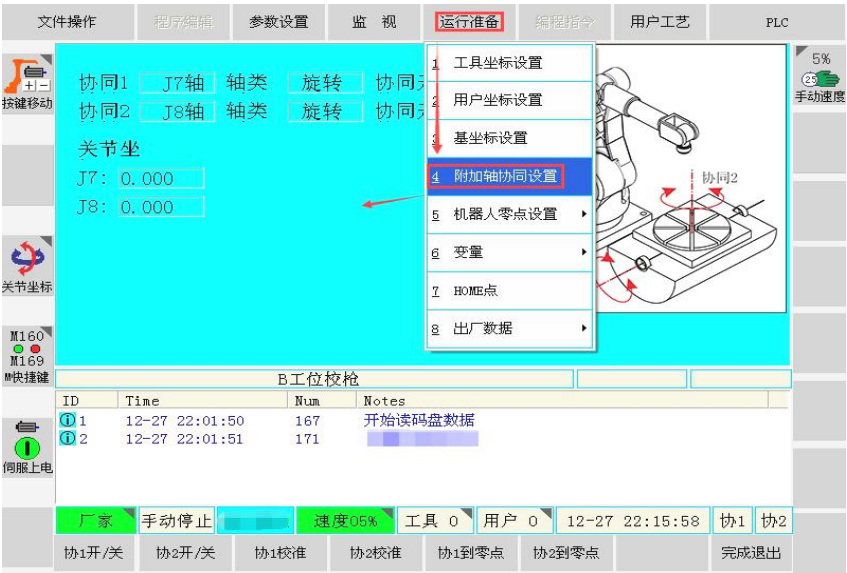 文件操作 程序编辑 参数设置 监 视 运行准备 编程指令 用户工艺 PLC
5%
手动速度
按键移动
协同1 J7轴 轴类 旋转 协同
协同2 J8轴 轴类 旋转 协同
关节坐
J7: 0.000
J8: 0.000
1 工具坐标设置
2 用户坐标设置
3 基坐标设置
4 附加轴协同设置
5 机器人零点设置
6 变量
7 HOME点
8 出厂数据
协同2
关节坐标
M160
M169
M快捷键
B工位校枪
ID Time Num Notes
1 12-27 22:01:50 167 开始读码盘数据
2 12-27 22:01:51 171
伺服上电
厂家 手动停止 速度05% 工具 0 用户 0 12-27 22:15:58 协1 协2
协1开/关 协2开/关 协1校准 协2校准 协1到零点 协2到零点 完成退出